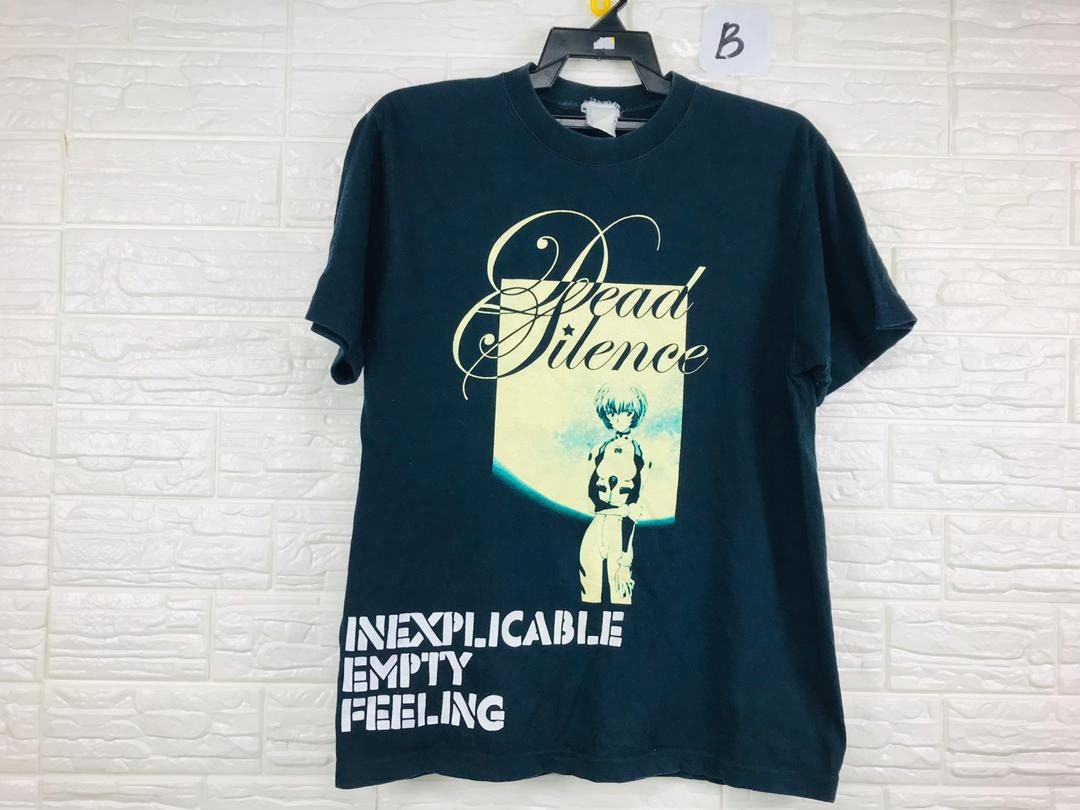 B
Dead
Silence
INEXPLICABLE
EMPTY
FEELING